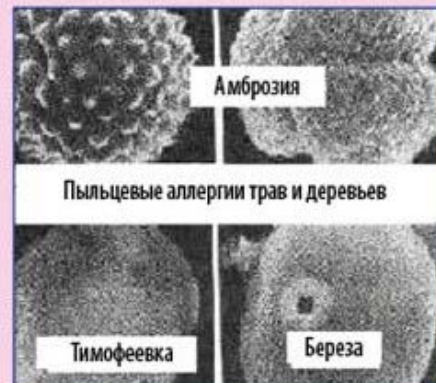 Амброзия
Пыльцевые аллергии трав и деревьев
Тимофеевка
Береза